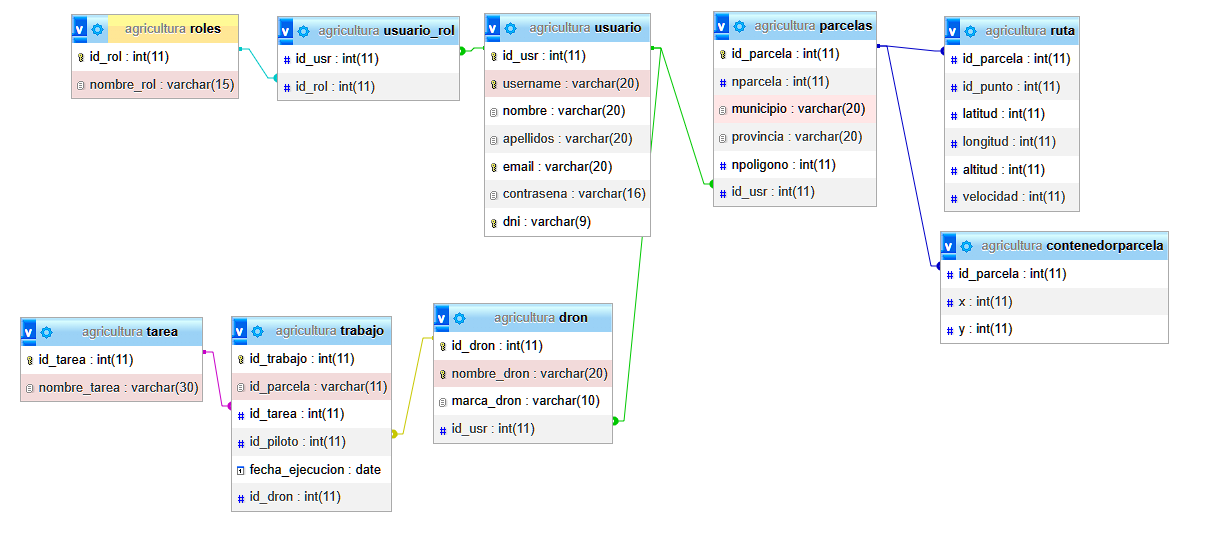 v agricultura roles
id_rol : int(11)
nombre_rol : varchar(15)
v agricultura usuario_rol
# id_usr : int(11)
# id_rol : int(11)
v agricultura usuario
id_usr : int(11)
username : varchar(20)
nombre : varchar(20)
apellidos : varchar(20)
email : varchar(20)
contrasena : varchar(16)
dni : varchar(9)
v agricultura parcelas
id_parcela : int(11)
# nparcela : int(11)
municipio : varchar(20)
provincia : varchar(20)
# npoligono : int(11)
# id_usr : int(11)
v agricultura ruta
# id_parcela : int(11)
# id_punto : int(11)
# latitud : int(11)
# longitud : int(11)
# altitud : int(11)
# velocidad : int(11)
v agricultura contenedorparcela
# id_parcela : int(11)
# x : int(11)
# y : int(11)
v agricultura tarea
id_tarea : int(11)
nombre_tarea : varchar(30)
v agricultura trabajo
id_trabajo : int(11)
id_parcela : varchar(11)
# id_tarea : int(11)
# id_piloto : int(11)
fecha_ejecucion : date
# id_dron : int(11)
v agricultura dron
id_dron : int(11)
nombre_dron : varchar(20)
marca_dron : varchar(10)
# id_usr : int(11)